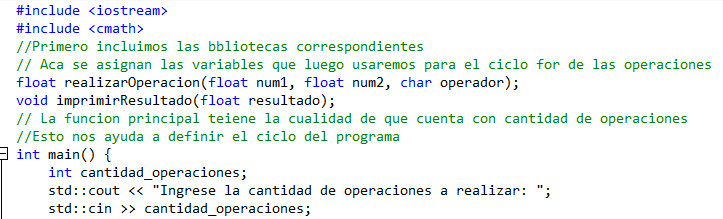 #include <iostream>
#include <cmath>
//Primero incluimos las bbliotecas correspondientes
// Aca se asignan las variables que luego usaremos para el ciclo for de las operaciones
float realizarOperacion(float num1, float num2, char operador);
void imprimirResultado(float resultado);
// La funcion principal teiene la cualidad de que cuenta con cantidad de operaciones
//Esto nos ayuda a definir el ciclo del programa
int main() {
    int cantidad_operaciones;
    std::cout << "Ingrese la cantidad de operaciones a realizar: ";
    std::cin >> cantidad_operaciones;